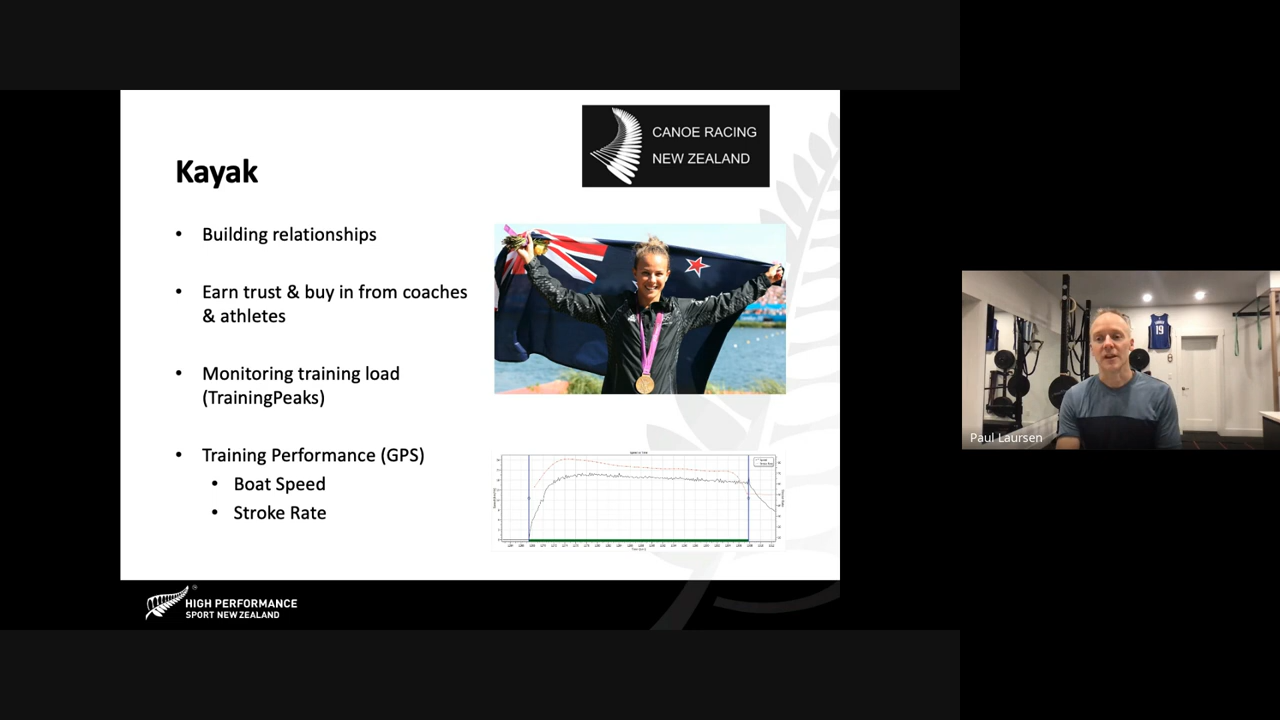 CANOE RACING
NEW ZEALAND
Kayak
• Building relationships
• Earn trust & buy in from coaches
& athletes
• Monitoring training load
(TrainingPeaks)
• Training Performance (GPS)
• Boat Speed
• Stroke Rate
HIGH PERFORMANCE
SPORT NEW ZEALAND
19
Paul Laursen